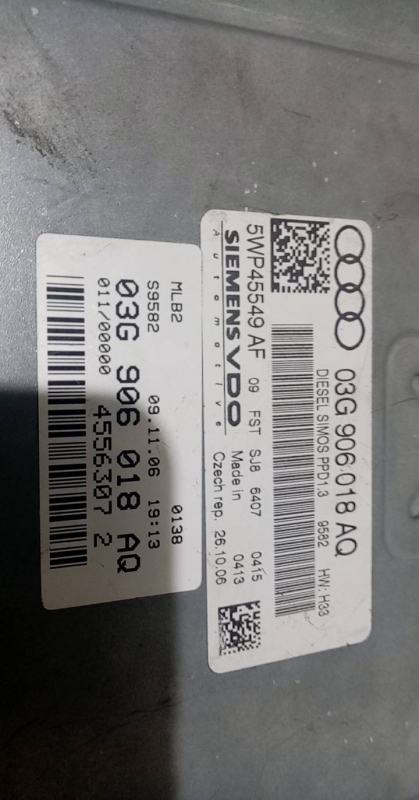 03G 906 018 AQ
DIESEL SIMOS PPD1.3 9582 HW: H33
5WP45549 AF 09 FST SJ8 6407 0415
SIEMENS VDO
Automotive
Made in 0413
Czech rep. 26.10.06
MLB2 0138
S9582 09.11.06 19:13
03G 906 018 AQ
011/00000 4556307 2